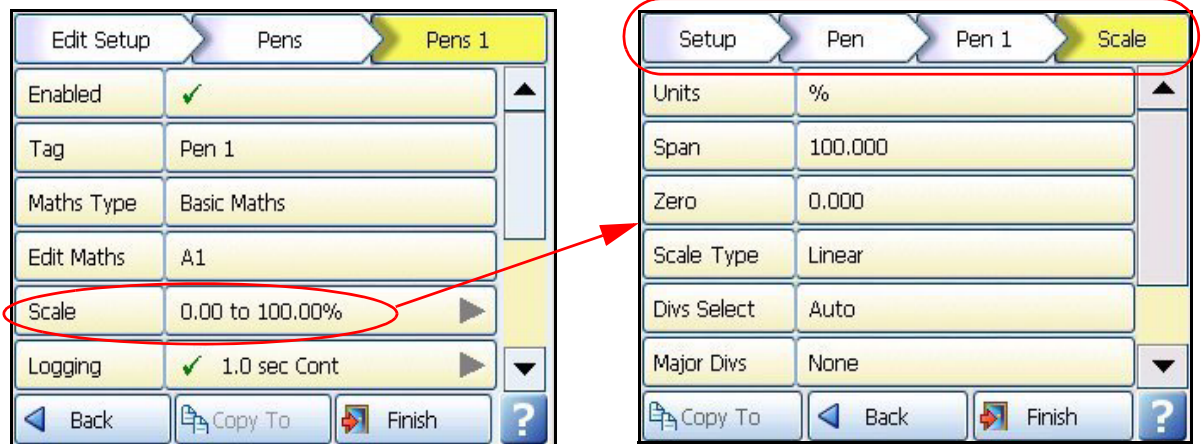 Edit Setup Pens Pens 1
Enabled
Tag Pen 1
Maths Type Basic Maths
Edit Maths A1
Scale 0.00 to 100.00%
Logging 1.0 sec Cont
Back Copy To Finish ?
Setup Pen Pen 1 Scale
Units %
Span 100.000
Zero 0.000
Scale Type Linear
Divs Select Auto
Major Divs None
Copy To Back Finish ?